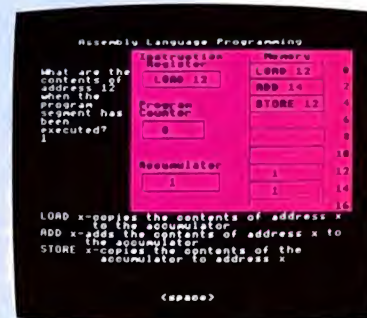 Assembly Language Programming
What are the
contents of
address 12
when the
program
segment has
been
executed?
1
Instruction
Register
LOAD 12
Program
Counter
0
Accumulator
1
Memory
LOAD 12 0
ADD 14 2
STORE 12 4
6
8
10
1 12
1 14
16
LOAD x-copies the contents of address x
to the accumulator
ADD x-adds the contents of address x to
the accumulator
STORE x-copies the contents of the
accumulator to address x
(space)